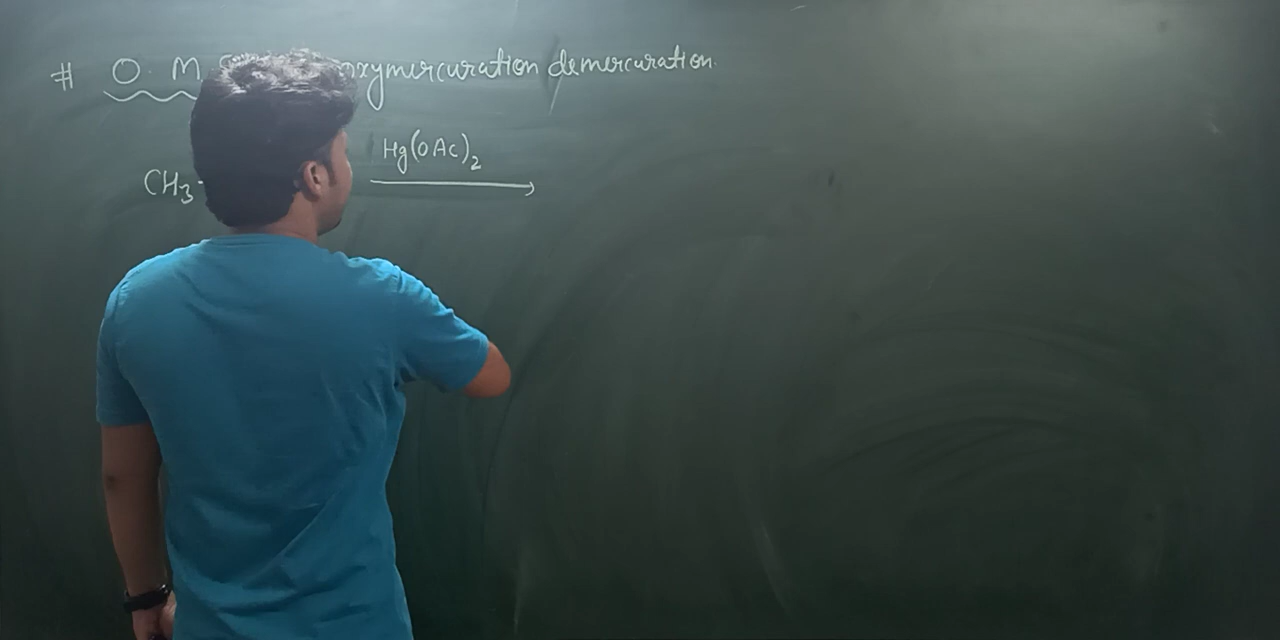 # O. M. oxymercuration demercuration.
Hg(OAc)2
CH3-